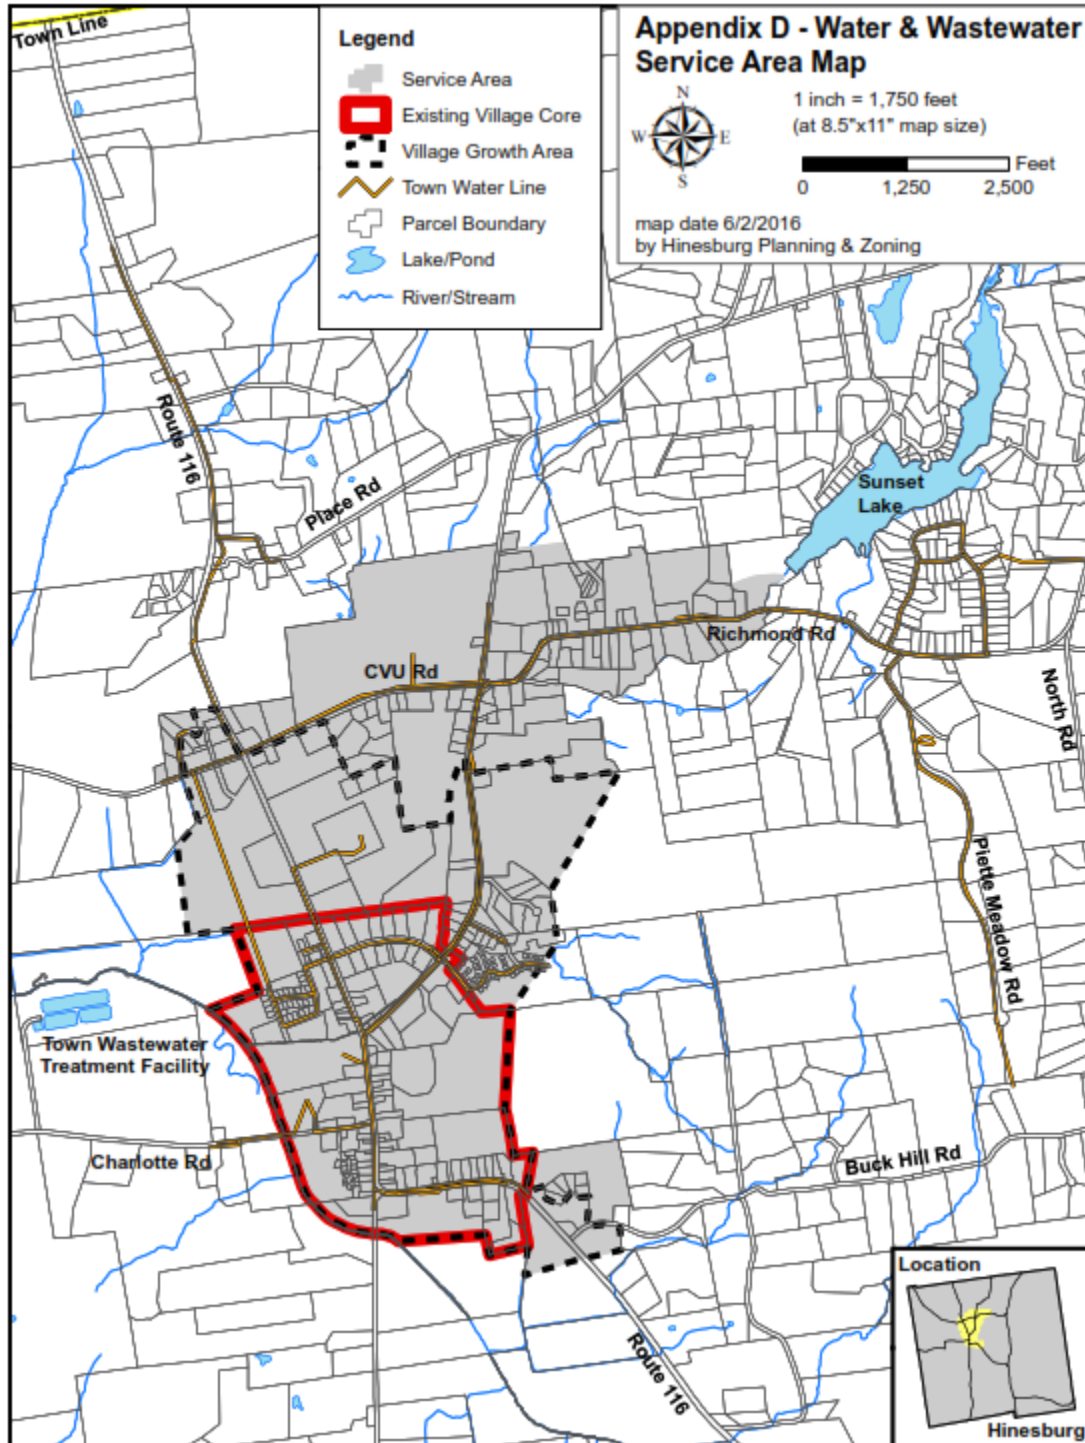 Town Line
Legend
Service Area
Existing Village Core
Village Growth Area
Town Water Line
Parcel Boundary
Lake/Pond
River/Stream
Appendix D - Water & Wastewater
Service Area Map
N
W E
S
1 inch = 1,750 feet
(at 8.5"x11" map size)
Feet
0 1,250 2,500
map date 6/2/2016
by Hinesburg Planning & Zoning
Route 116
Place Rd
Sunset
Lake
Richmond Rd
CVU Rd
North Rd
Piette Meadow Rd
Town Wastewater
Treatment Facility
Charlotte Rd
Buck Hill Rd
Route 116
Location
Hinesburg